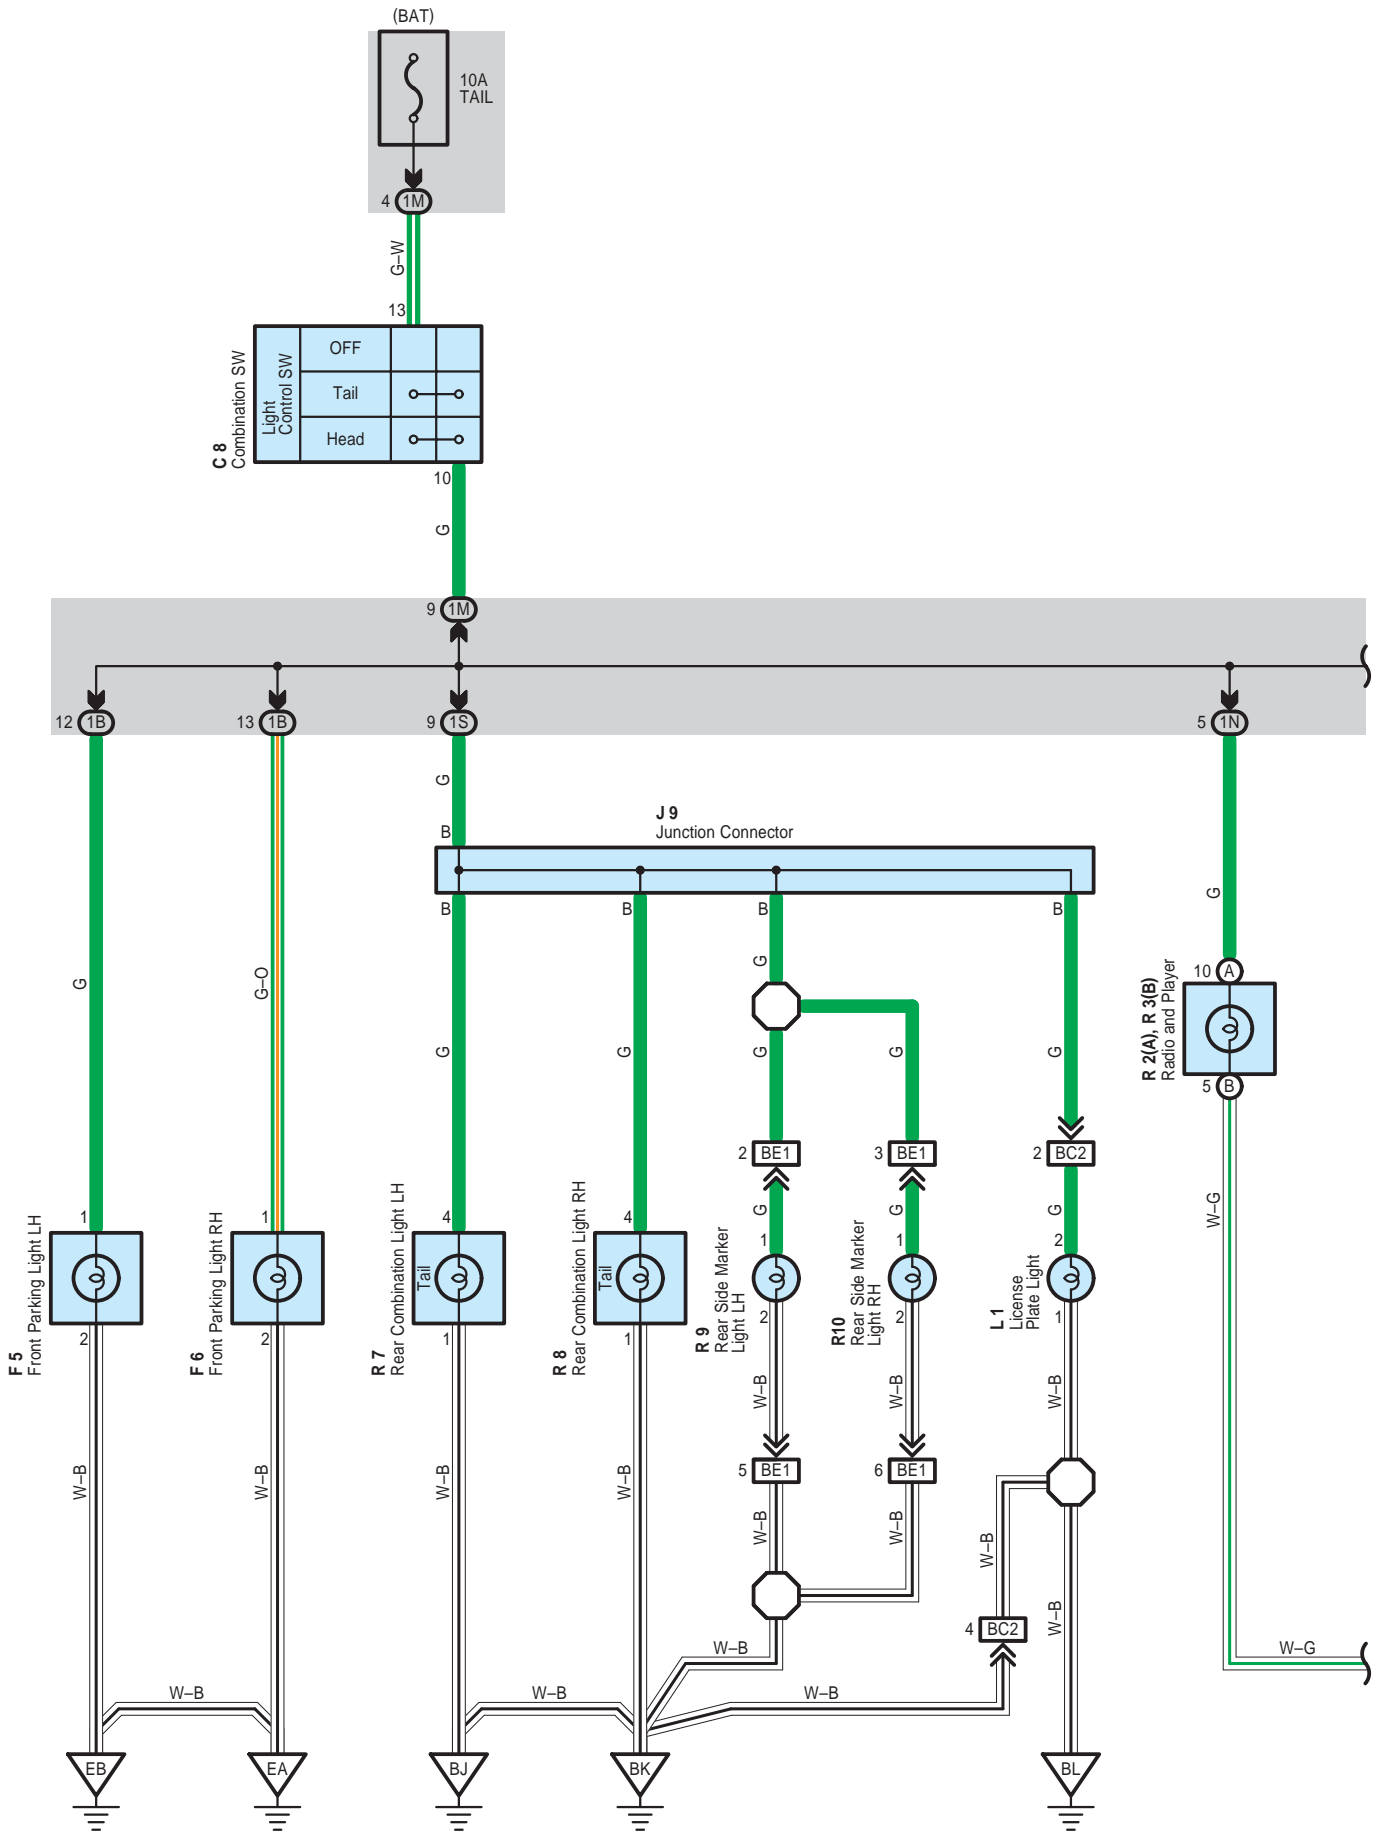 (BAT)
10A
TAIL
4 1M
G–W
13
C 8
Combination SW
Light
Control SW
OFF
Tail
Head
10
G
9 1M
12 1B
13 1B
9 1S
5 1N
G
B
J 9
Junction Connector
B
B
B
B
G
G
G–O
G
10 A
R 2(A), R 3(B)
Radio and Player
5 B
G
G
G
G
G
2 BE1
3 BE1
2 BC2
W–G
G
G
G
1
1
4
4
1
1
2
Tail
Tail
F 5
Front Parking Light LH
F 6
Front Parking Light RH
R 7
Rear Combination Light LH
R 8
Rear Combination Light RH
R 9
Rear Side Marker
Light LH
R10
Rear Side Marker
Light RH
L 1
License
Plate Light
2
2
1
1
2
2
1
W–B
W–B
W–B
W–B
W–B
W–B
W–B
5 BE1
6 BE1
W–B
W–B
W–B
W–B
4 BC2
W–B
W–G
W–B
W–B
W–B
EB
EA
BJ
BK
BL